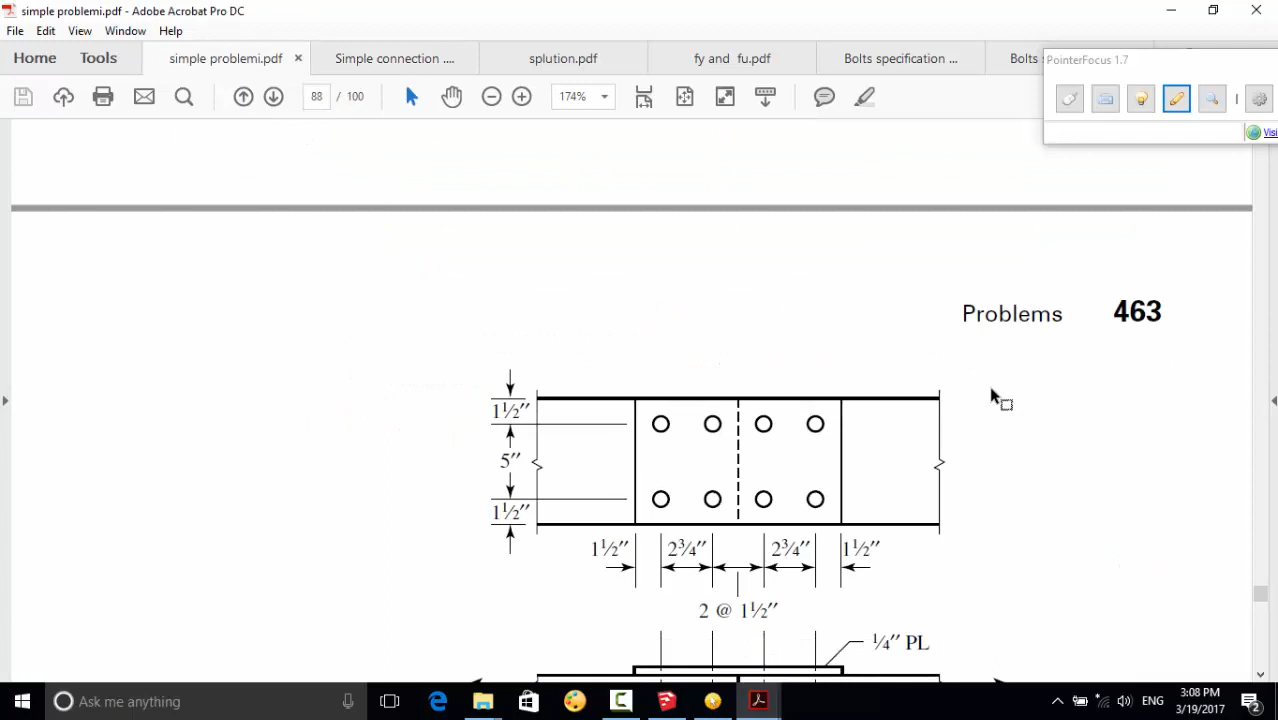 simple problemi.pdf - Adobe Acrobat Pro DC
File Edit View Window Help
Home Tools simple problemi.pdf × Simple connection .... splution.pdf fy and fu.pdf Bolts specification ... Bolts
PointerFocus 1.7
88 / 100 174%
Visi
Problems 463
1½″
5″
1½″
1½″ 2¾″ 2¾″ 1½″
2 @ 1½″
¼″ PL
Ask me anything
ENG
3:08 PM
3/19/2017
2